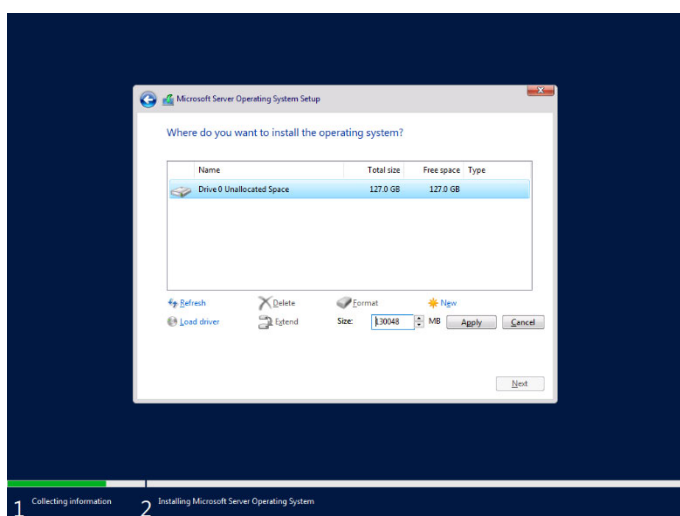 Microsoft Server Operating System Setup
Where do you want to install the operating system?
Name Total size Free space Type
Drive 0 Unallocated Space 127.0 GB 127.0 GB
Refresh Delete Format New
Load driver Extend Size: 130048 MB Apply Cancel
Next
1 Collecting information 2 Installing Microsoft Server Operating System